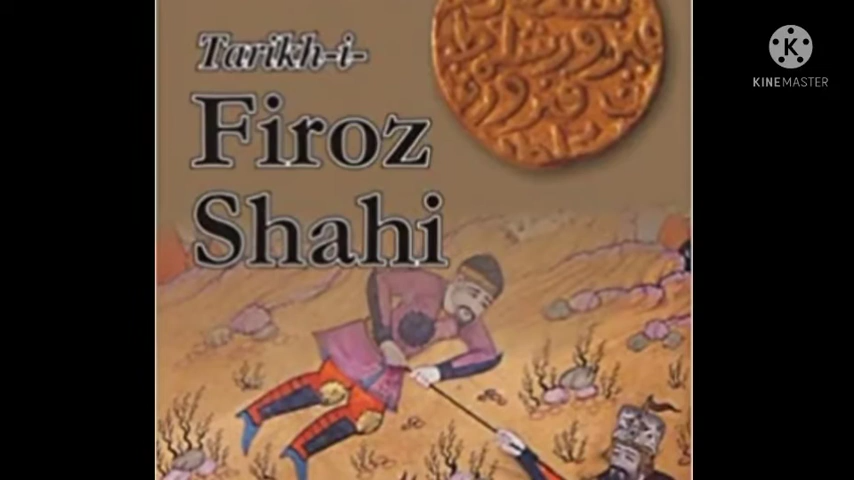 Tarikh-i-
Firoz
Shahi
K
KINEMASTER